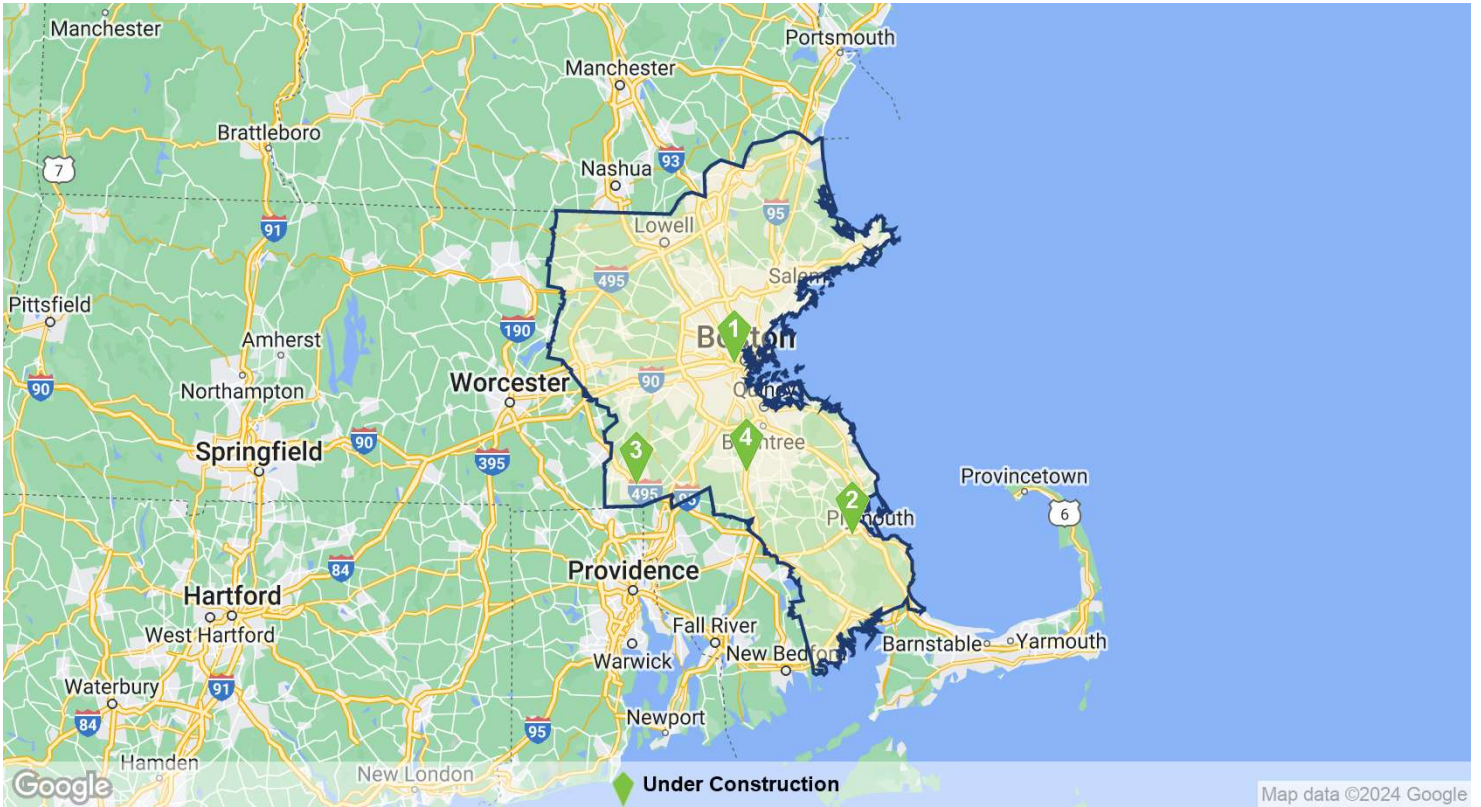 Manchester
Portsmouth
Manchester
Brattleboro
93
7
Nashua
91
95
Lowell
495
Salem
Pittsfield
190
1
Boston
Amherst
Worcester
90
90
Northampton
Quincy
4
Braintree
90
Springfield
395
3
495
95
Provincetown
6
2
Plymouth
84
Providence
Hartford
West Hartford
Fall River
Warwick
New Bedford
Barnstable
Yarmouth
Waterbury
91
84
95
Newport
Hamden
New London
Google
Under Construction
Map data ©2024 Google